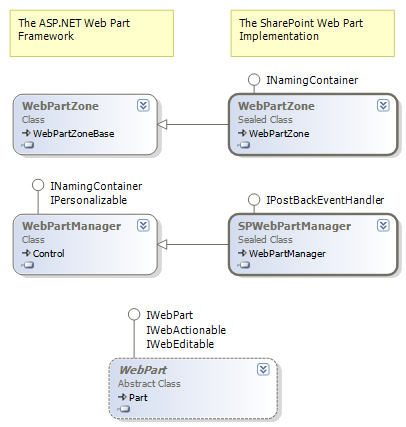 The ASP.NET Web Part
Framework
The SharePoint Web Part
Implementation
INamingContainer
WebPartZone
Class
WebPartZoneBase
WebPartZone
Sealed Class
WebPartZone
INamingContainer
IPersonalizable
IPostBackEventHandler
WebPartManager
Class
Control
SPWebPartManager
Sealed Class
WebPartManager
IWebPart
IWebActionable
IWebEditable
WebPart
Abstract Class
Part